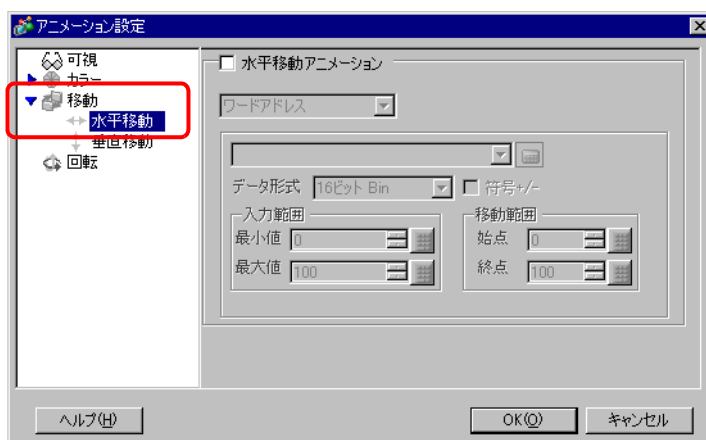 アニメーション設定
可視
カラー
移動
水平移動
垂直移動
回転
水平移動アニメーション
ワードアドレス
データ形式 16ビット Bin 符号+/-
入力範囲
最小値 0
最大値 100
移動範囲
始点 0
終点 100
ヘルプ(H)
OK(O)
キャンセル